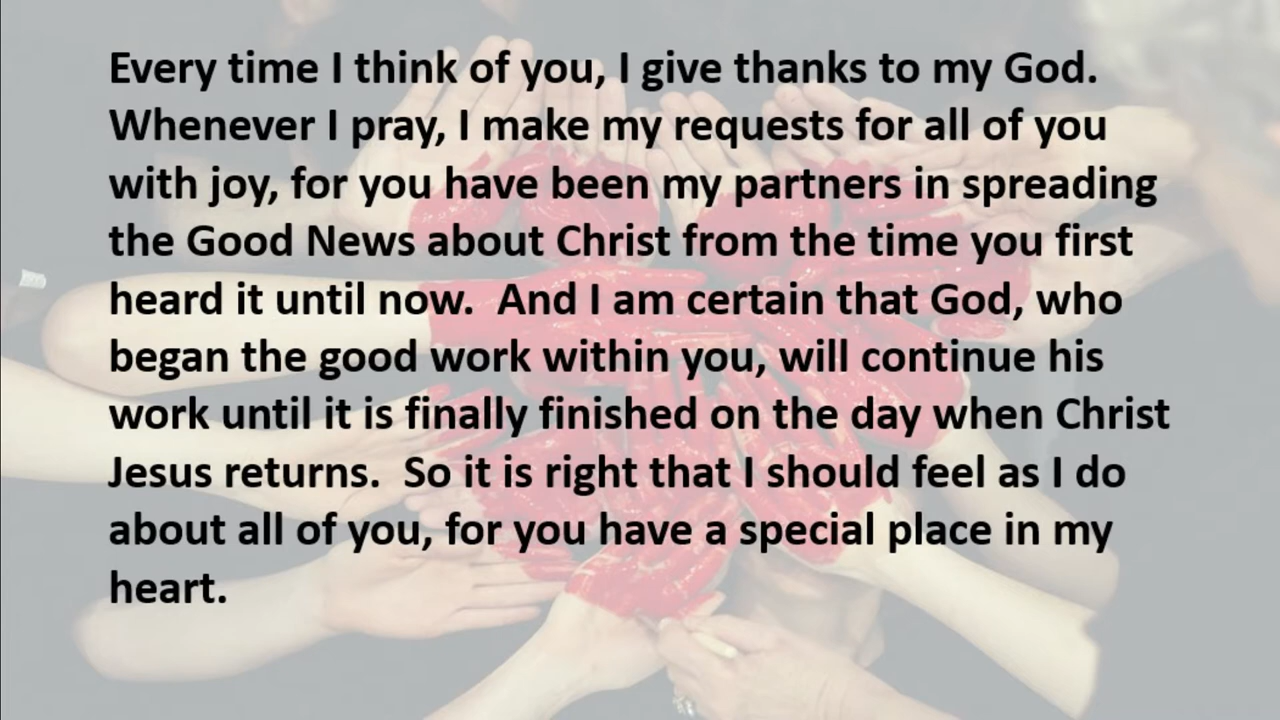 Every time I think of you, I give thanks to my God.
Whenever I pray, I make my requests for all of you
with joy, for you have been my partners in spreading
the Good News about Christ from the time you first
heard it until now.  And I am certain that God, who
began the good work within you, will continue his
work until it is finally finished on the day when Christ
Jesus returns.  So it is right that I should feel as I do
about all of you, for you have a special place in my
heart.